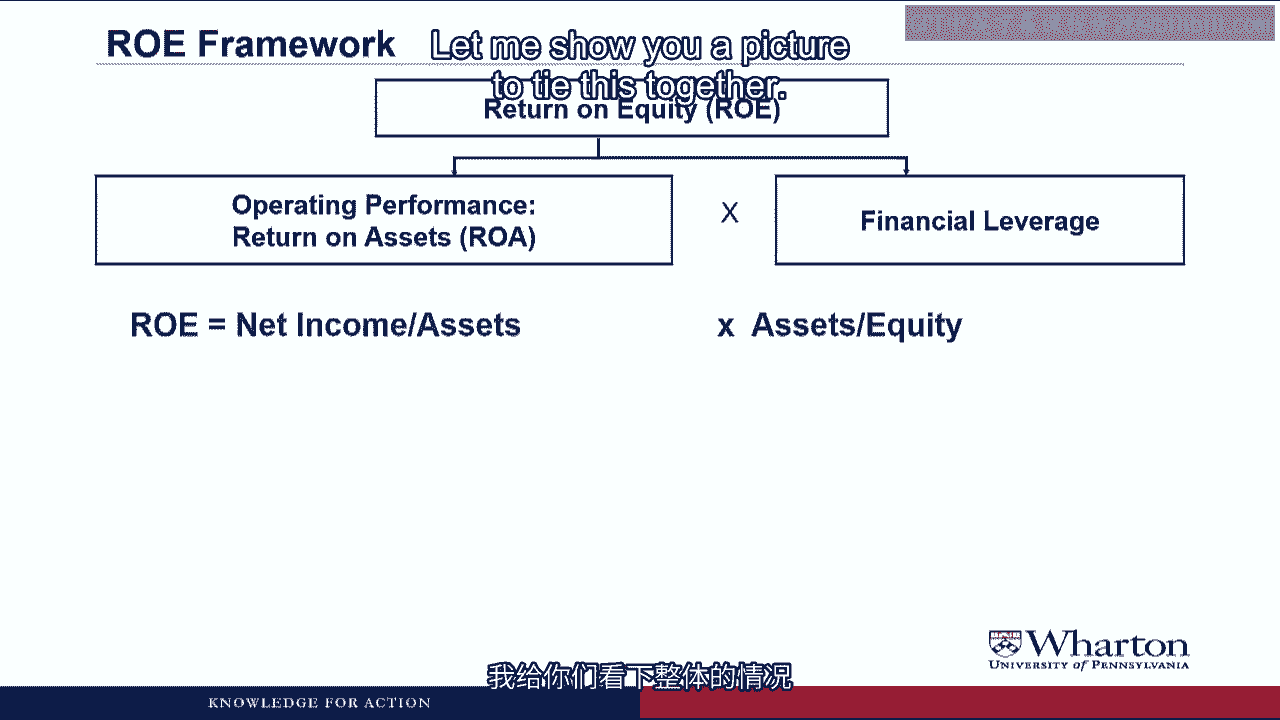 ROE Framework
Let me show you a picture
to tie this together.
Return on Equity (ROE)
Operating Performance:
Return on Assets (ROA)
X
Financial Leverage
ROE = Net Income/Assets
x Assets/Equity
Wharton
UNIVERSITY of PENNSYLVANIA
我给你们看下整体的情况
KNOWLEDGE FOR ACTION